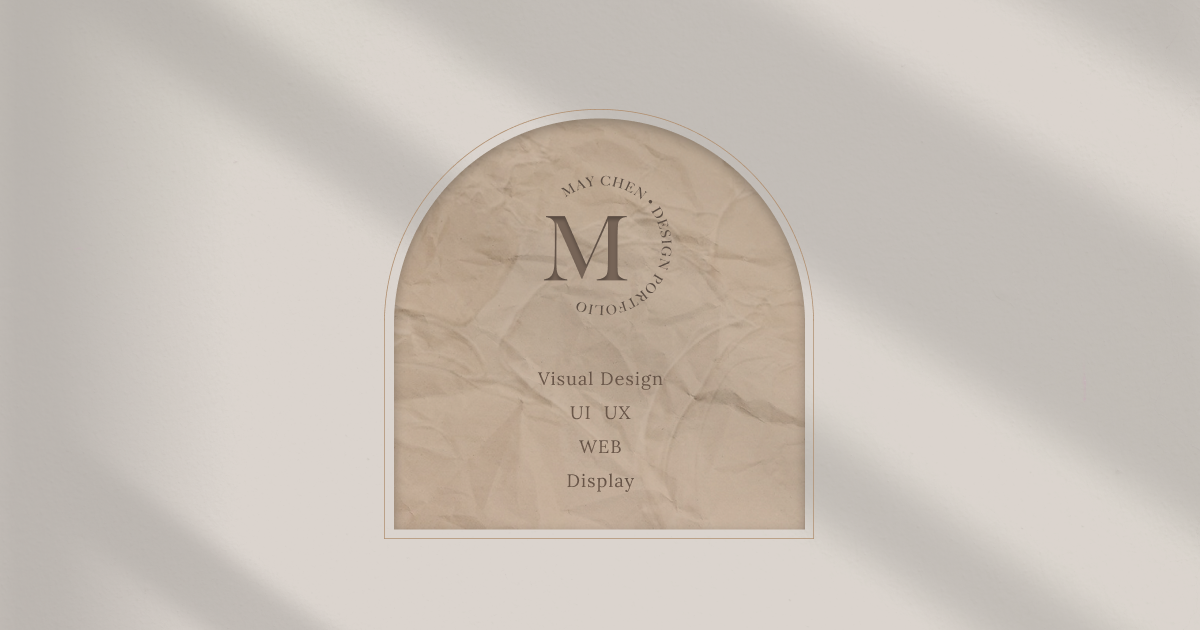 MAY CHEN • DESIGN PORTFOLIO
M
Visual Design
UI UX
WEB
Display